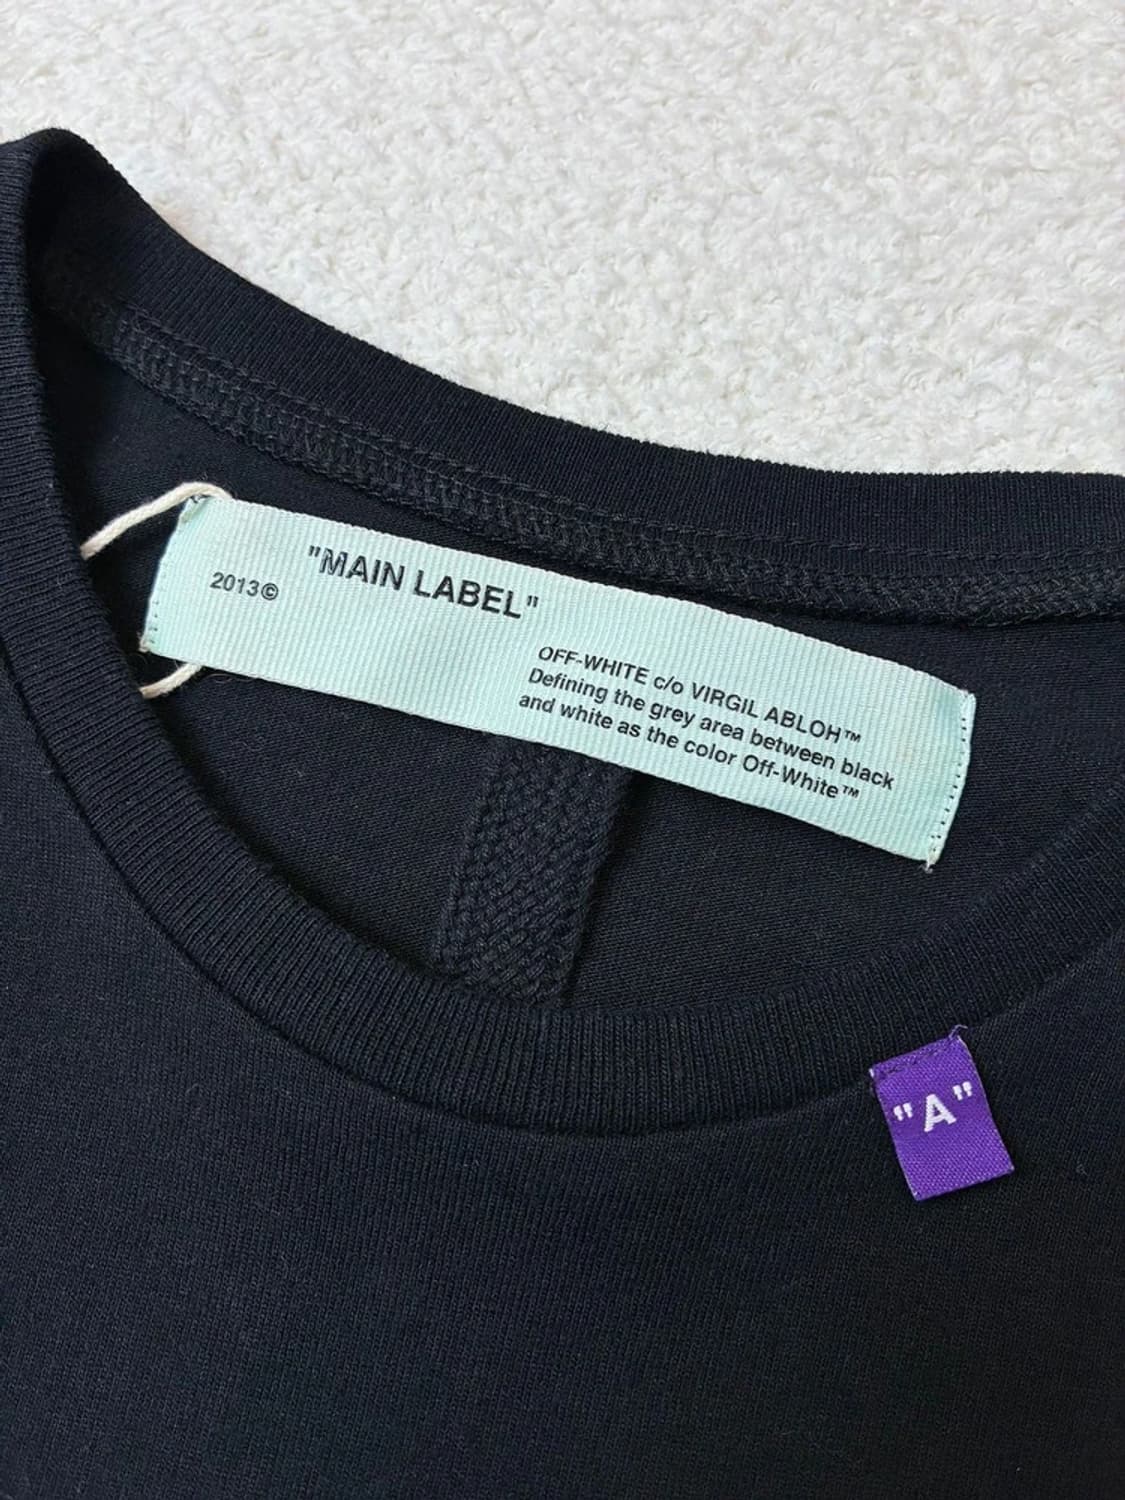 "MAIN LABEL"
2013©
OFF-WHITE c/o VIRGIL ABLOH™
Defining the grey area between black
and white as the color Off-White™
"A"